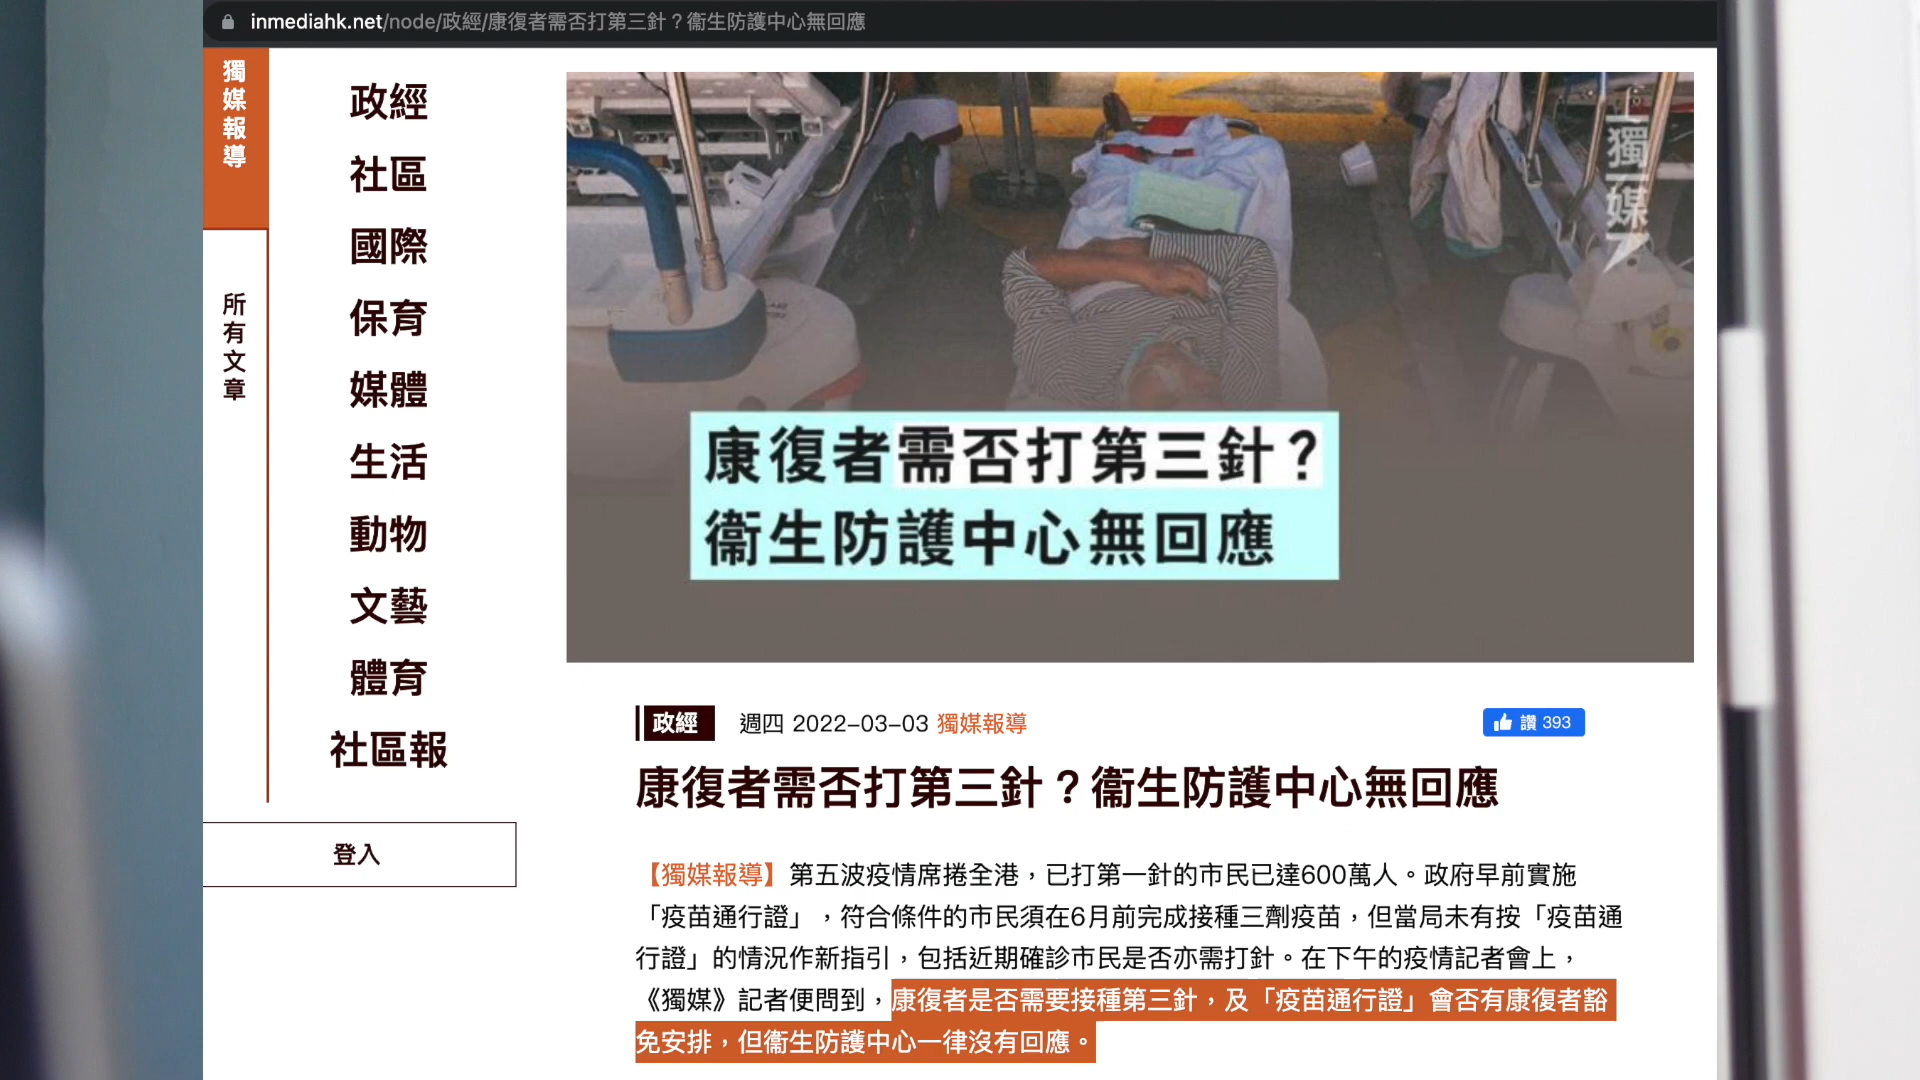 inmediahk.net/node/政經/康復者需否打第三針？衞生防護中心無回應
獨媒報導
所有文章
政經
社區
國際
保育
媒體
生活
動物
文藝
體育
社區報
登入
獨媒
康復者需否打第三針？
衞生防護中心無回應
政經 週四 2022-03-03 獨媒報導
讚 393
康復者需否打第三針？衞生防護中心無回應
【獨媒報導】第五波疫情席捲全港，已打第一針的市民已達600萬人。政府早前實施
「疫苗通行證」，符合條件的市民須在6月前完成接種三劑疫苗，但當局未有按「疫苗通
行證」的情況作新指引，包括近期確診市民是否亦需打針。在下午的疫情記者會上，
《獨媒》記者便問到，康復者是否需要接種第三針，及「疫苗通行證」會否有康復者豁
免安排，但衞生防護中心一律沒有回應。